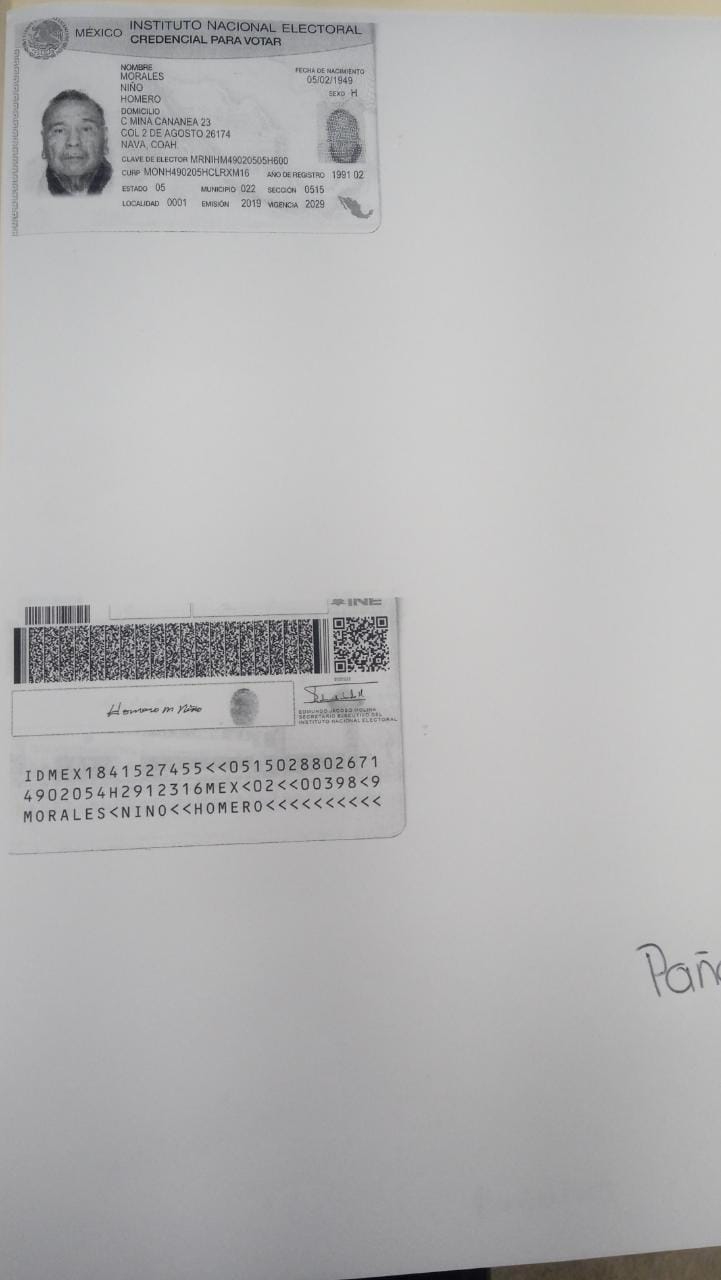 MÉXICO INSTITUTO NACIONAL ELECTORAL
CREDENCIAL PARA VOTAR
NOMBRE
MORALES
NIÑO
HOMERO
FECHA DE NACIMIENTO
05/02/1949
SEXO H
DOMICILIO
C MINA CANANEA 23
COL 2 DE AGOSTO 26174
NAVA, COAH.
CLAVE DE ELECTOR MRNIHM49020505H600
CURP MONH490205HCLRXM16 AÑO DE REGISTRO 1991 02
ESTADO 05 MUNICIPIO 022 SECCIÓN 0515
LOCALIDAD 0001 EMISIÓN 2019 VIGENCIA 2029
INE
Homero m Niño
EDMUNDO JACOBO MOLINA
SECRETARIO EJECUTIVO DEL
INSTITUTO NACIONAL ELECTORAL
IDMEX1841527455<<0515028802671
4902054H2912316MEX<02<<00398<9
MORALES<NINO<<HOMERO<<<<<<<<<<
Paña